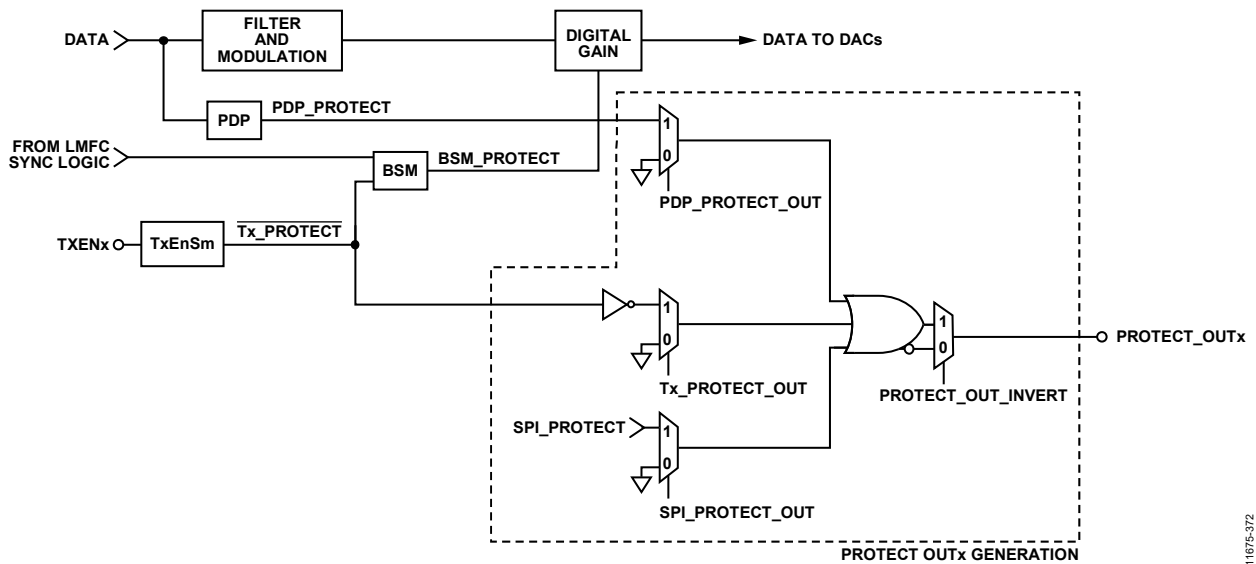 DATA
FILTER
AND
MODULATION
DIGITAL
GAIN
DATA TO DACs
PDP
PDP_PROTECT
1
0
PDP_PROTECT_OUT
FROM LMFC
SYNC LOGIC
BSM
BSM_PROTECT
TXENx
TxEnSm
Tx_PROTECT
1
0
Tx_PROTECT_OUT
1
0
PROTECT_OUTx
PROTECT_OUT_INVERT
SPI_PROTECT
1
0
SPI_PROTECT_OUT
PROTECT OUTx GENERATION
11675-372